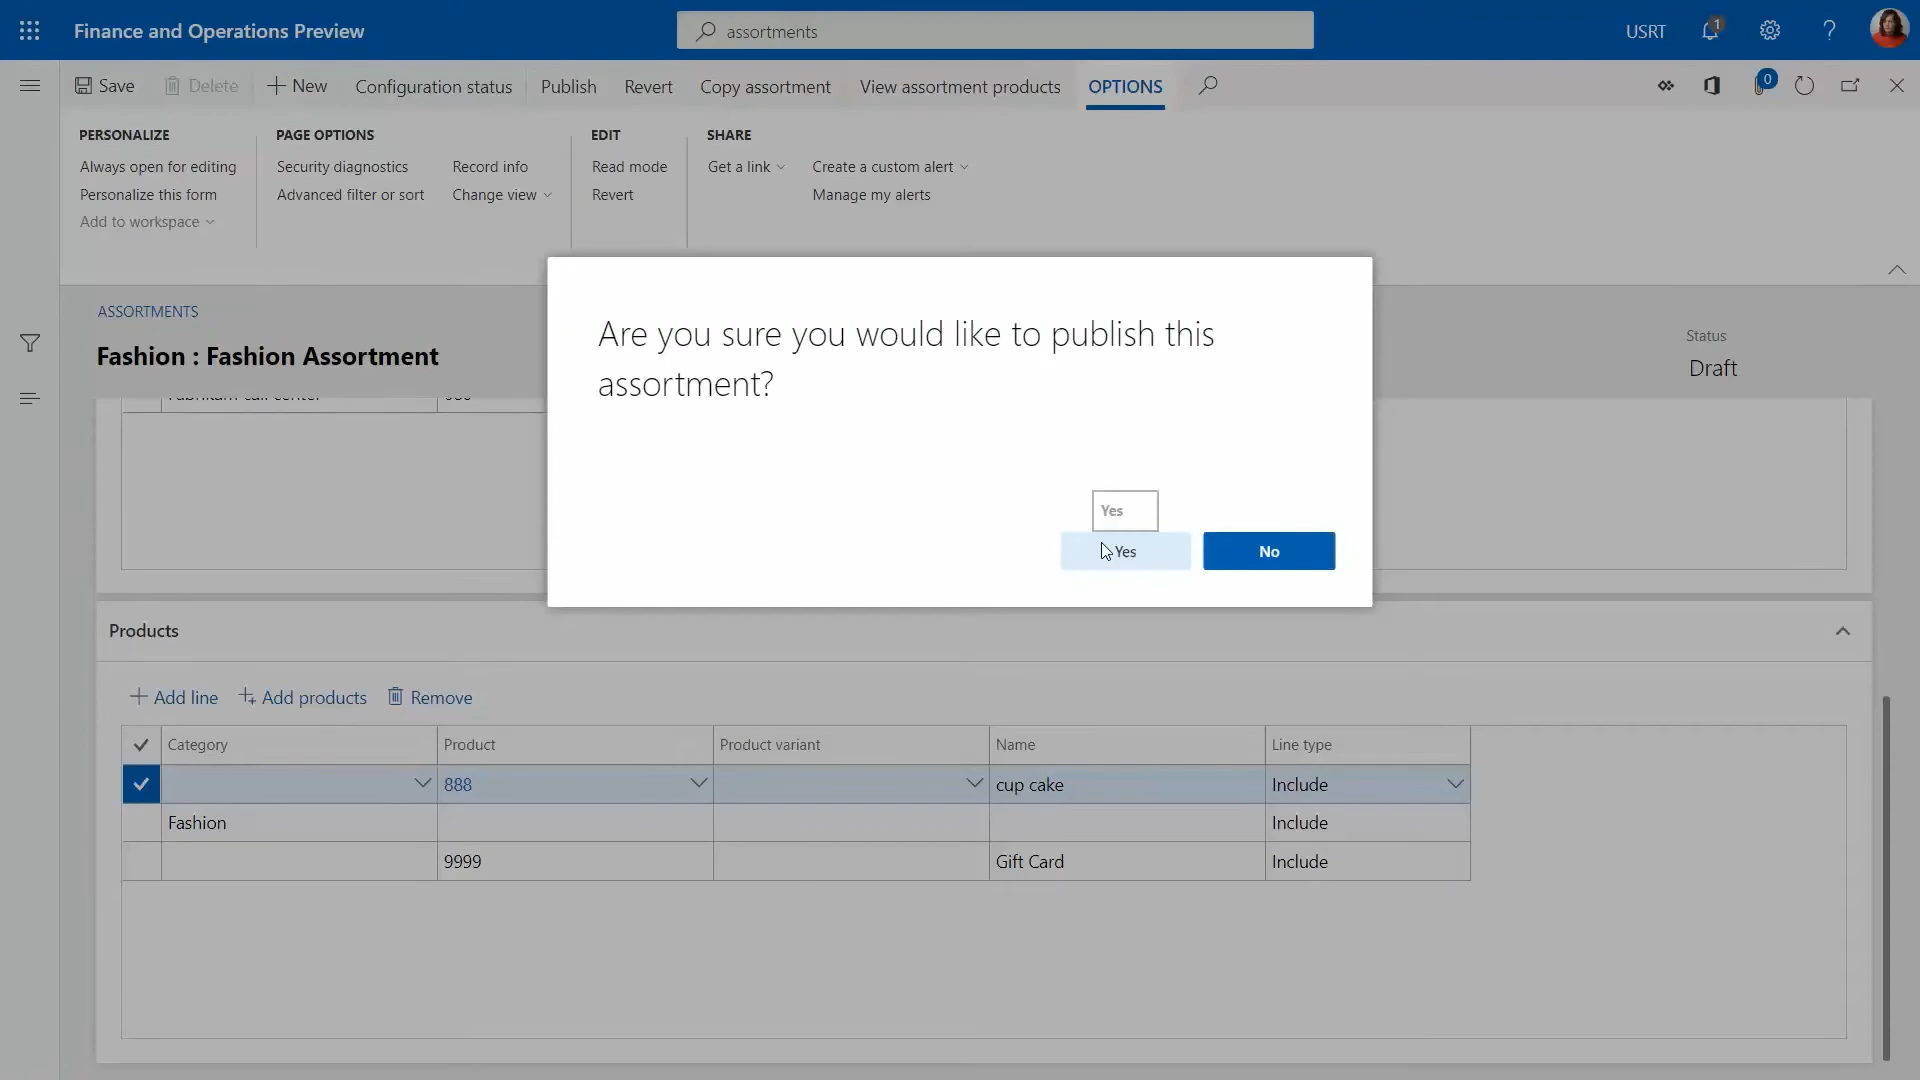 Finance and Operations Preview
assortments
USRT
1
?
Save
Delete
New
Configuration status
Publish
Revert
Copy assortment
View assortment products
OPTIONS
0
PERSONALIZE
Always open for editing
Personalize this form
Add to workspace
PAGE OPTIONS
Security diagnostics
Record info
Advanced filter or sort
Change view
EDIT
Read mode
Revert
SHARE
Get a link
Create a custom alert
Manage my alerts
ASSORTMENTS
Fashion : Fashion Assortment
Status
Draft
Are you sure you would like to publish this
assortment?
Yes
Yes
No
Products
Add line
Add products
Remove
Category Product Product variant Name Line type
888 cup cake Include
Fashion Include
9999 Gift Card Include